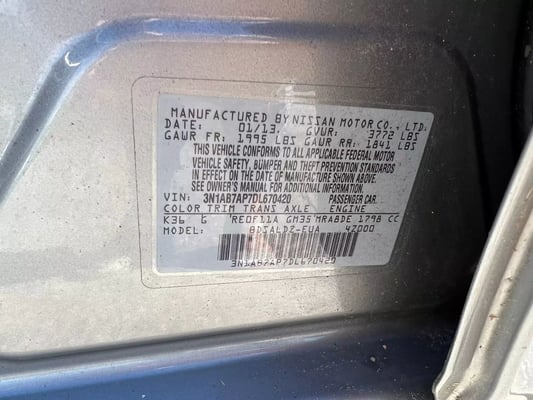 MANUFACTURED BY NISSAN MOTOR CO., LTD.
DATE: 01/13. GVWR: 3772 LBS
GAWR FR: 1995 LBS GAWR RR: 1841 LBS
THIS VEHICLE CONFORMS TO ALL APPLICABLE FEDERAL MOTOR
VEHICLE SAFETY, BUMPER AND THEFT PREVENTION STANDARDS
IN EFFECT ON THE DATE OF MANUFACTURE SHOWN ABOVE.
SEE OWNER'S MANUAL FOR ADDITIONAL INFORMATION.
VIN: 3N1AB7AP7DL670420 PASSENGER CAR.
COLOR TRIM TRANS AXLE ENGINE
K36 RE0F11A GM35 MRA8DE 1798 CC
MODEL: BDSALDZ-EUA 4Z000
3N1AB7AP7DL670420